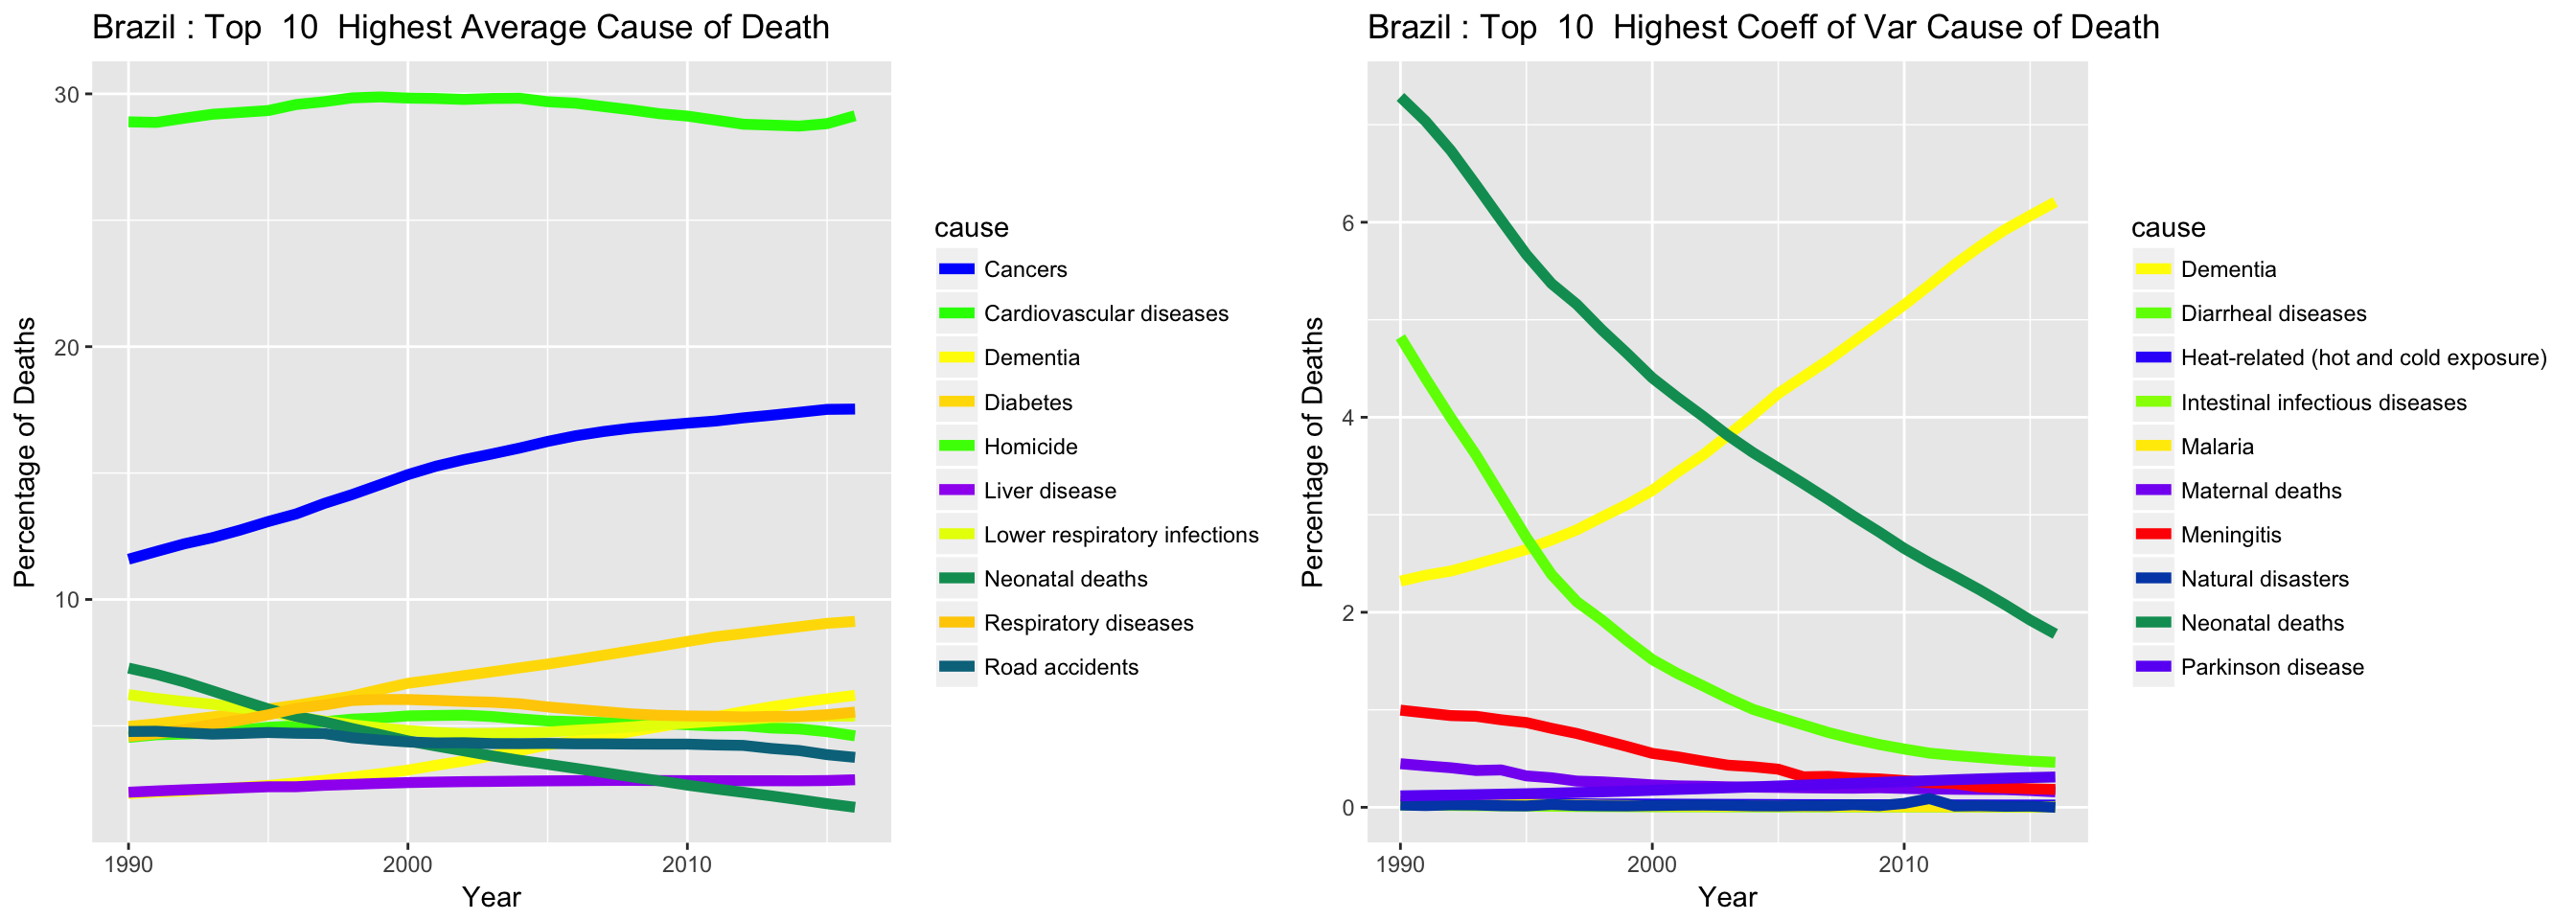 Brazil : Top  10  Highest Average Cause of Death
30
20
10
Percentage of Deaths
1990
2000
2010
Year
cause
Cancers
Cardiovascular diseases
Dementia
Diabetes
Homicide
Liver disease
Lower respiratory infections
Neonatal deaths
Respiratory diseases
Road accidents
Brazil : Top  10  Highest Coeff of Var Cause of Death
6
4
2
0
Percentage of Deaths
1990
2000
2010
Year
cause
Dementia
Diarrheal diseases
Heat-related (hot and cold exposure)
Intestinal infectious diseases
Malaria
Maternal deaths
Meningitis
Natural disasters
Neonatal deaths
Parkinson disease